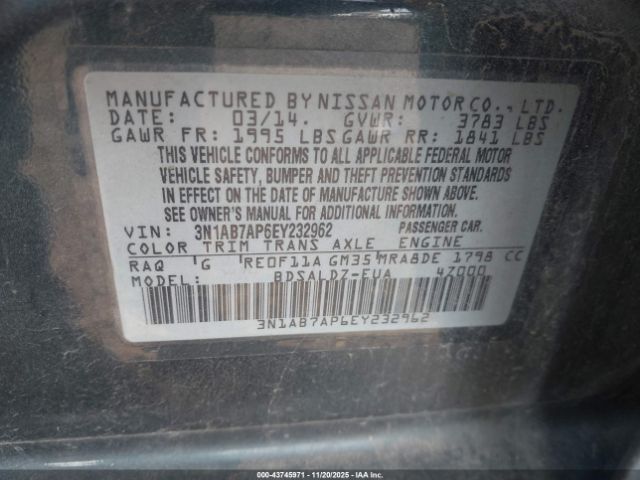 MANUFACTURED BY NISSAN MOTOR CO., LTD.
DATE: 03/14. GVWR: 3783 LBS
GAWR FR: 1995 LBS GAWR RR: 1841 LBS
THIS VEHICLE CONFORMS TO ALL APPLICABLE FEDERAL MOTOR
VEHICLE SAFETY, BUMPER AND THEFT PREVENTION STANDARDS
IN EFFECT ON THE DATE OF MANUFACTURE SHOWN ABOVE.
SEE OWNER'S MANUAL FOR ADDITIONAL INFORMATION.
VIN: 3N1AB7AP6EY232962 PASSENGER CAR.
COLOR TRIM TRANS AXLE ENGINE
RAQ G RE0F11A GM35 MRA8DE 1798 CC
MODEL: BDSALDZ-EUA 4Z000
3N1AB7AP6EY232962
000-43745971 - 11/20/2025 - IAAI.COM